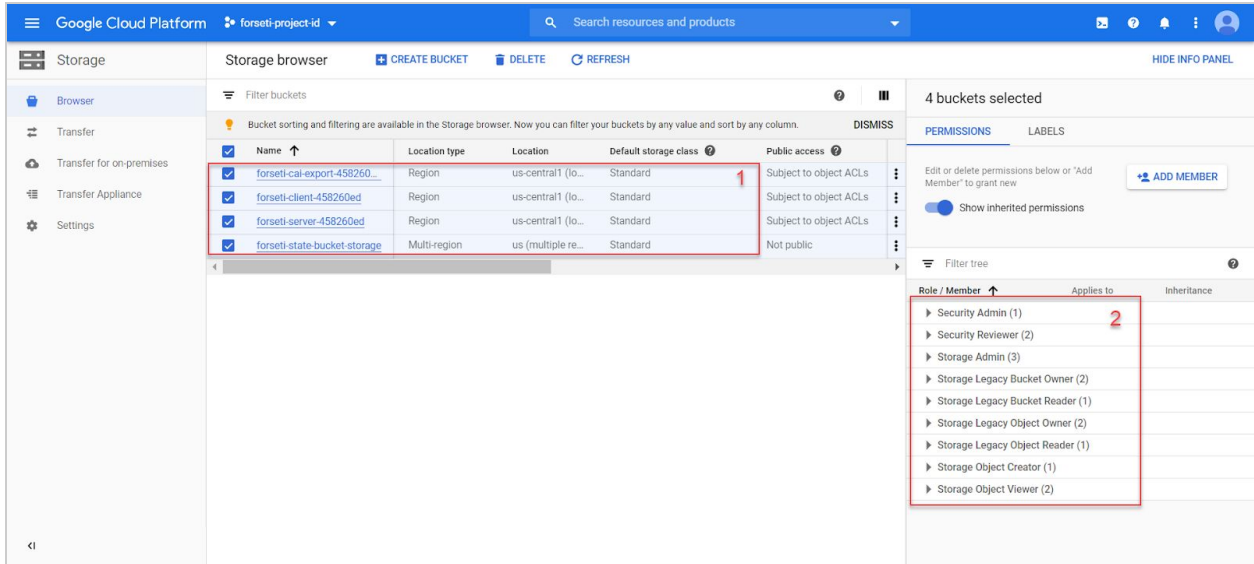 Google Cloud Platform forseti-project-id Search resources and products
Storage
Browser
Transfer
Transfer for on-premises
Transfer Appliance
Settings
Storage browser CREATE BUCKET DELETE REFRESH HIDE INFO PANEL
Filter buckets
Bucket sorting and filtering are available in the Storage browser. Now you can filter your buckets by any value and sort by any column. DISMISS
Name Location type Location Default storage class Public access
forseti-cai-export-458260... Region us-central1 (lo... Standard 1 Subject to object ACLs
forseti-client-458260ed Region us-central1 (lo... Standard Subject to object ACLs
forseti-server-458260ed Region us-central1 (lo... Standard Subject to object ACLs
forseti-state-bucket-storage Multi-region us (multiple re... Standard Not public
4 buckets selected
PERMISSIONS LABELS
Edit or delete permissions below or "Add
Member" to grant new
ADD MEMBER
Show inherited permissions
Filter tree
Role / Member Applies to Inheritance
Security Admin (1) 2
Security Reviewer (2)
Storage Admin (3)
Storage Legacy Bucket Owner (2)
Storage Legacy Bucket Reader (1)
Storage Legacy Object Owner (2)
Storage Legacy Object Reader (1)
Storage Object Creator (1)
Storage Object Viewer (2)